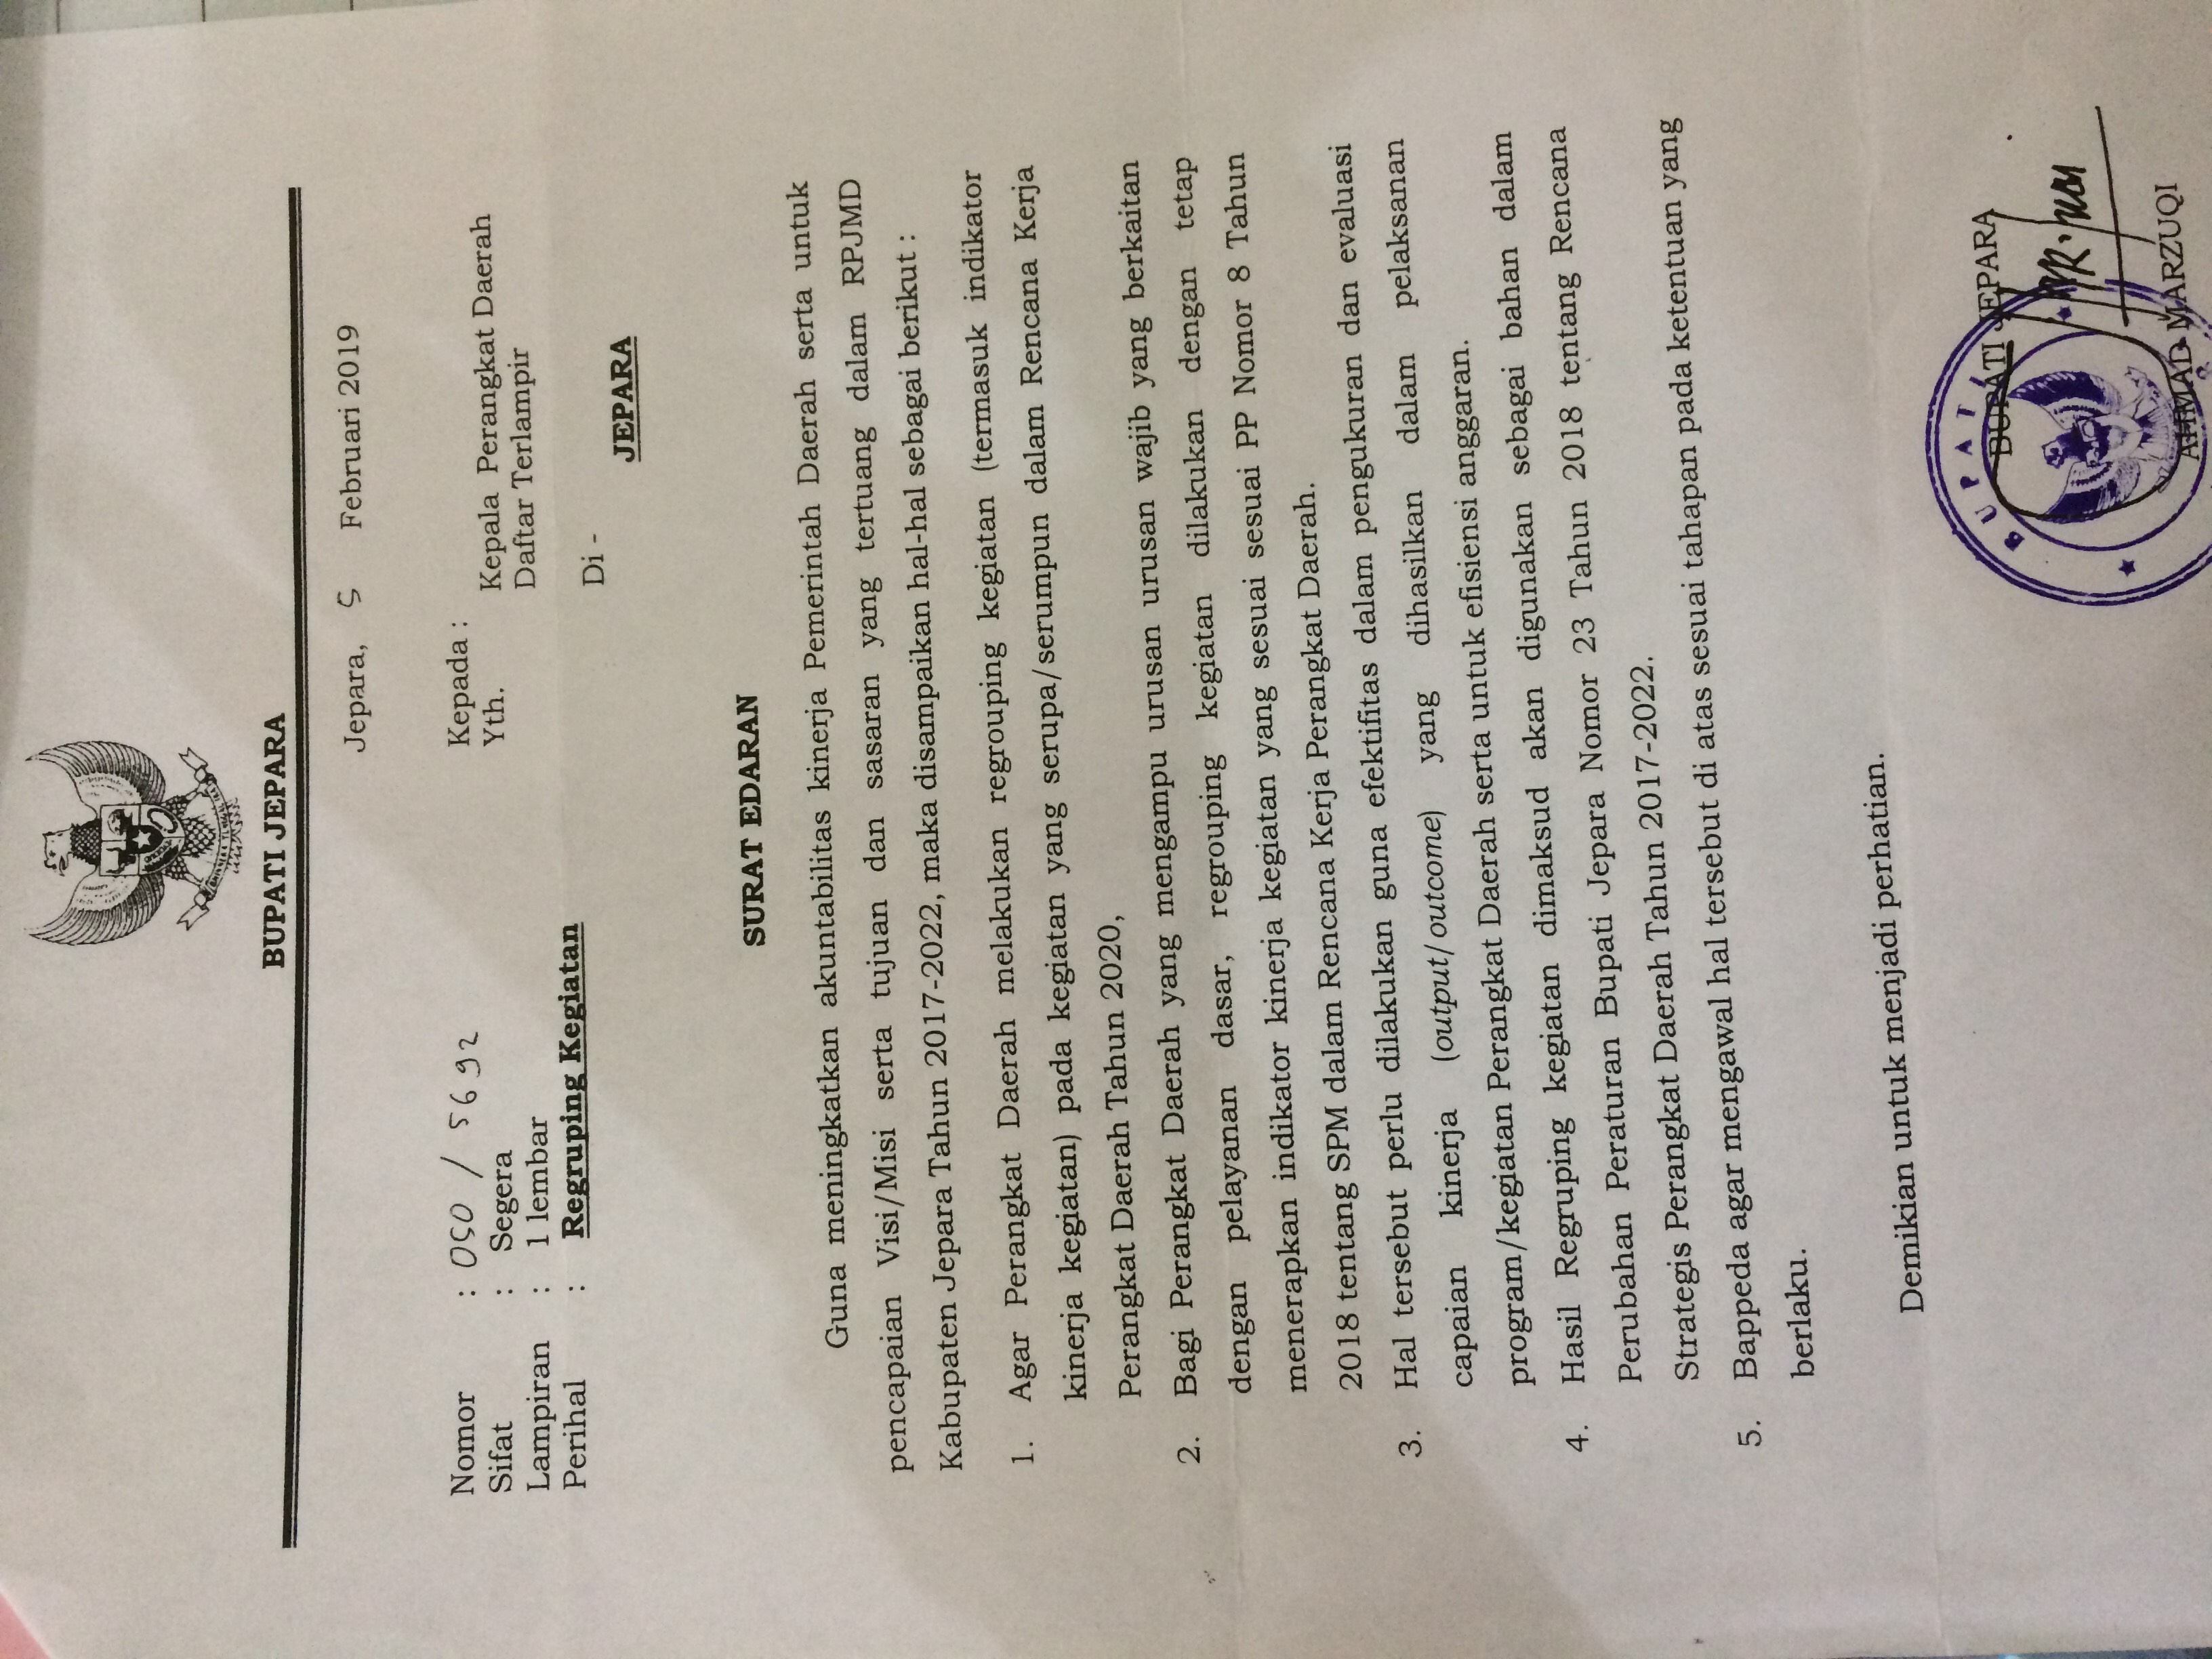 BHINNEKA TUNGGAL IKA
BUPATI JEPARA
Jepara, 5 Februari 2019
Nomor : 050 / 5692
Sifat : Segera
Lampiran : 1 lembar
Perihal : Regruping Kegiatan
Kepada :
Yth. Kepala Perangkat Daerah
Daftar Terlampir
Di -
JEPARA
SURAT EDARAN
Guna meningkatkan akuntabilitas kinerja Pemerintah Daerah serta untuk
pencapaian Visi/Misi serta tujuan dan sasaran yang tertuang dalam RPJMD
Kabupaten Jepara Tahun 2017-2022, maka disampaikan hal-hal sebagai berikut :
1. Agar Perangkat Daerah melakukan regrouping kegiatan (termasuk indikator
kinerja kegiatan) pada kegiatan yang serupa/serumpun dalam Rencana Kerja
Perangkat Daerah Tahun 2020,
2. Bagi Perangkat Daerah yang mengampu urusan urusan wajib yang berkaitan
dengan pelayanan dasar, regrouping kegiatan dilakukan dengan tetap
menerapkan indikator kinerja kegiatan yang sesuai sesuai PP Nomor 8 Tahun
2018 tentang SPM dalam Rencana Kerja Perangkat Daerah.
3. Hal tersebut perlu dilakukan guna efektifitas dalam pengukuran dan evaluasi
capaian kinerja (output/outcome) yang dihasilkan dalam pelaksanan
program/kegiatan Perangkat Daerah serta untuk efisiensi anggaran.
4. Hasil Regruping kegiatan dimaksud akan digunakan sebagai bahan dalam
Perubahan Peraturan Bupati Jepara Nomor 23 Tahun 2018 tentang Rencana
Strategis Perangkat Daerah Tahun 2017-2022.
5. Bappeda agar mengawal hal tersebut di atas sesuai tahapan pada ketentuan yang
berlaku.
Demikian untuk menjadi perhatian.
BUPATI
BUPATI JEPARA
AHMAD MARZUQI